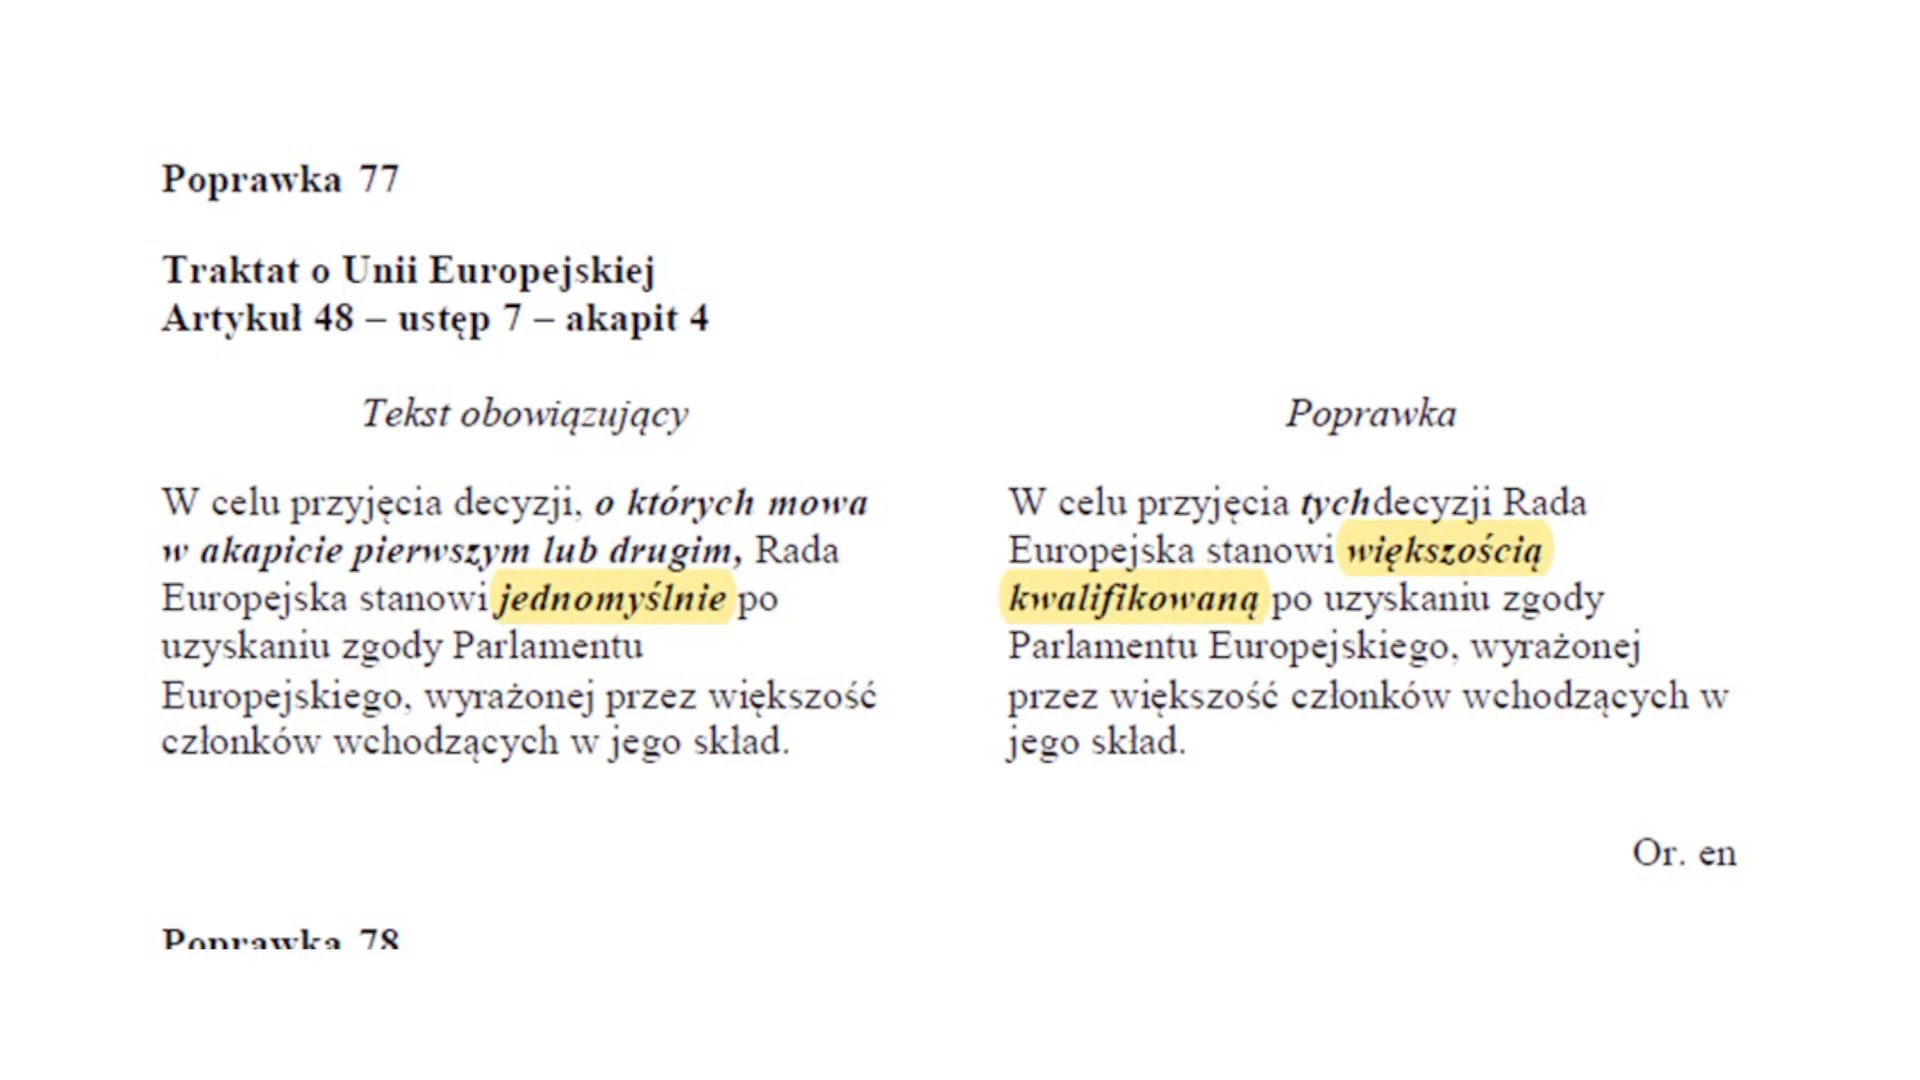 Poprawka 77
Traktat o Unii Europejskiej
Artykuł 48 – ustęp 7 – akapit 4
Tekst obowiązujący
W celu przyjęcia decyzji, o których mowa
w akapicie pierwszym lub drugim, Rada
Europejska stanowi jednomyślnie po
uzyskaniu zgody Parlamentu
Europejskiego, wyrażonej przez większość
członków wchodzących w jego skład.
Poprawka
W celu przyjęcia tychdecyzji Rada
Europejska stanowi większością
kwalifikowaną po uzyskaniu zgody
Parlamentu Europejskiego, wyrażonej
przez większość członków wchodzących w
jego skład.
Or. en
Poprawka 78